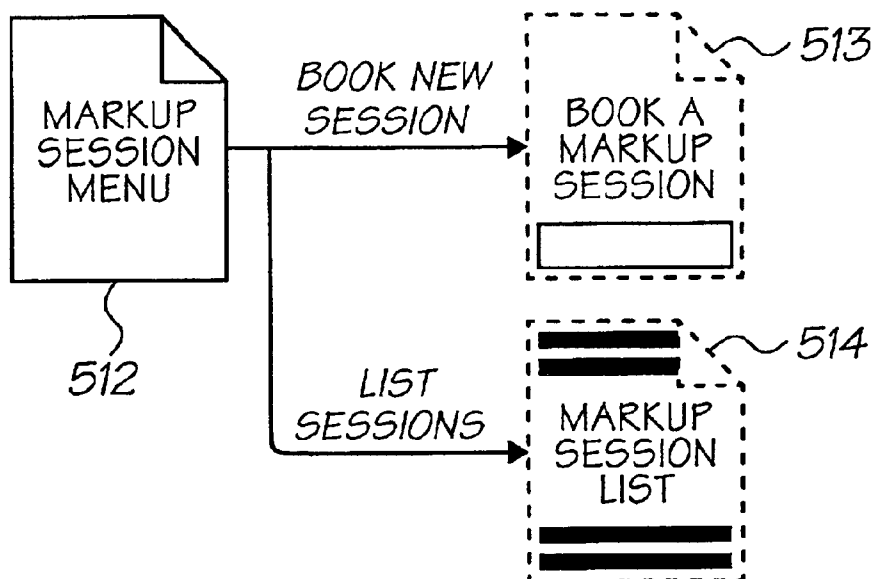 MARKUP
SESSION
MENU
512
BOOK NEW
SESSION
BOOK A
MARKUP
SESSION
513
LIST
SESSIONS
MARKUP
SESSION
LIST
514